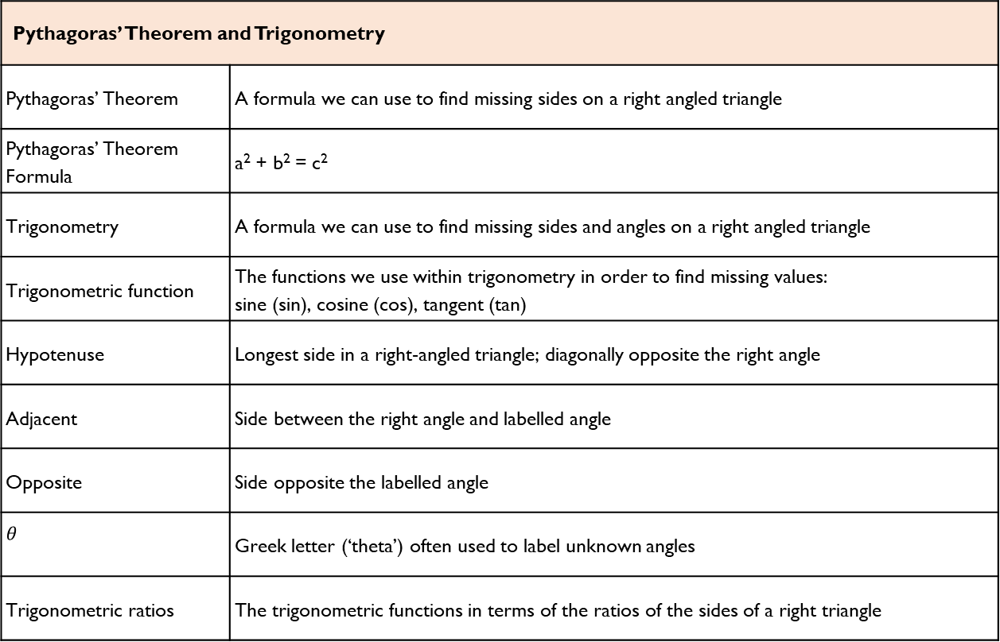 Pythagoras’ Theorem and Trigonometry
Pythagoras’ Theorem
A formula we can use to find missing sides on a right angled triangle
Pythagoras’ Theorem
Formula
a² + b² = c²
Trigonometry
A formula we can use to find missing sides and angles on a right angled triangle
Trigonometric function
The functions we use within trigonometry in order to find missing values:
sine (sin), cosine (cos), tangent (tan)
Hypotenuse
Longest side in a right-angled triangle; diagonally opposite the right angle
Adjacent
Side between the right angle and labelled angle
Opposite
Side opposite the labelled angle
θ
Greek letter (‘theta’) often used to label unknown angles
Trigonometric ratios
The trigonometric functions in terms of the ratios of the sides of a right triangle